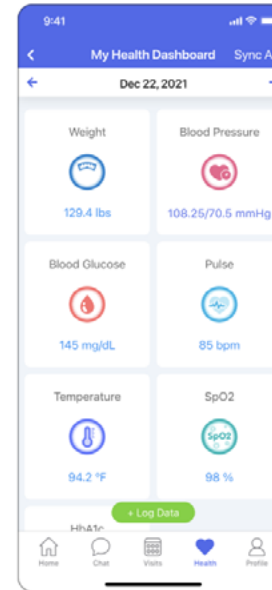 9:41
My Health Dashboard Sync A
Dec 22, 2021
Weight Blood Pressure
129.4 lbs 108.25/70.5 mmHg
Blood Glucose Pulse
145 mg/dL 85 bpm
Temperature SpO2
SpO2
94.2 °F 98 %
+ Log Data
HbA1c
Home Chat Visits Health Profile